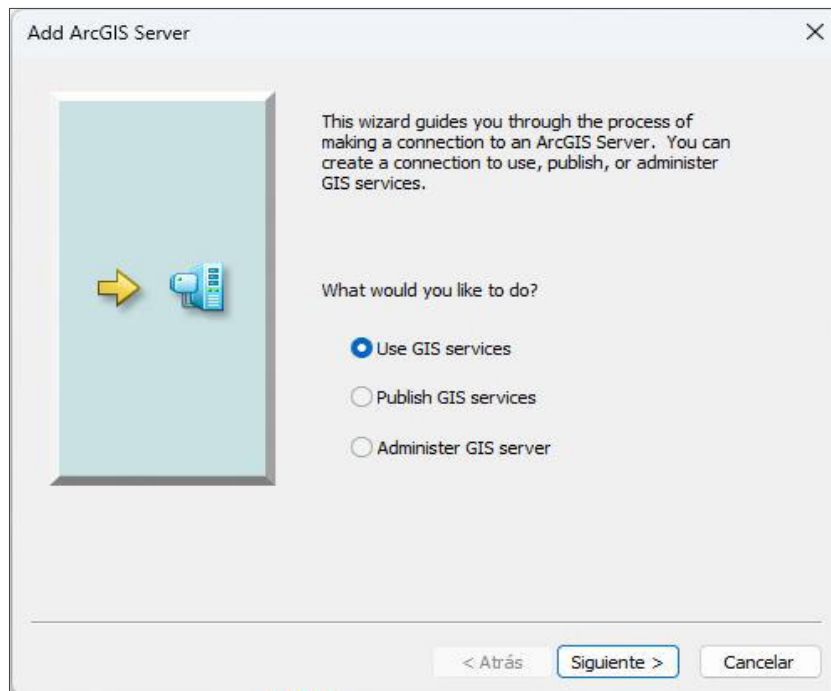 Add ArcGIS Server
This wizard guides you through the process of
making a connection to an ArcGIS Server.  You can
create a connection to use, publish, or administer
GIS services.
What would you like to do?
Use GIS services
Publish GIS services
Administer GIS server
< Atrás
Siguiente >
Cancelar